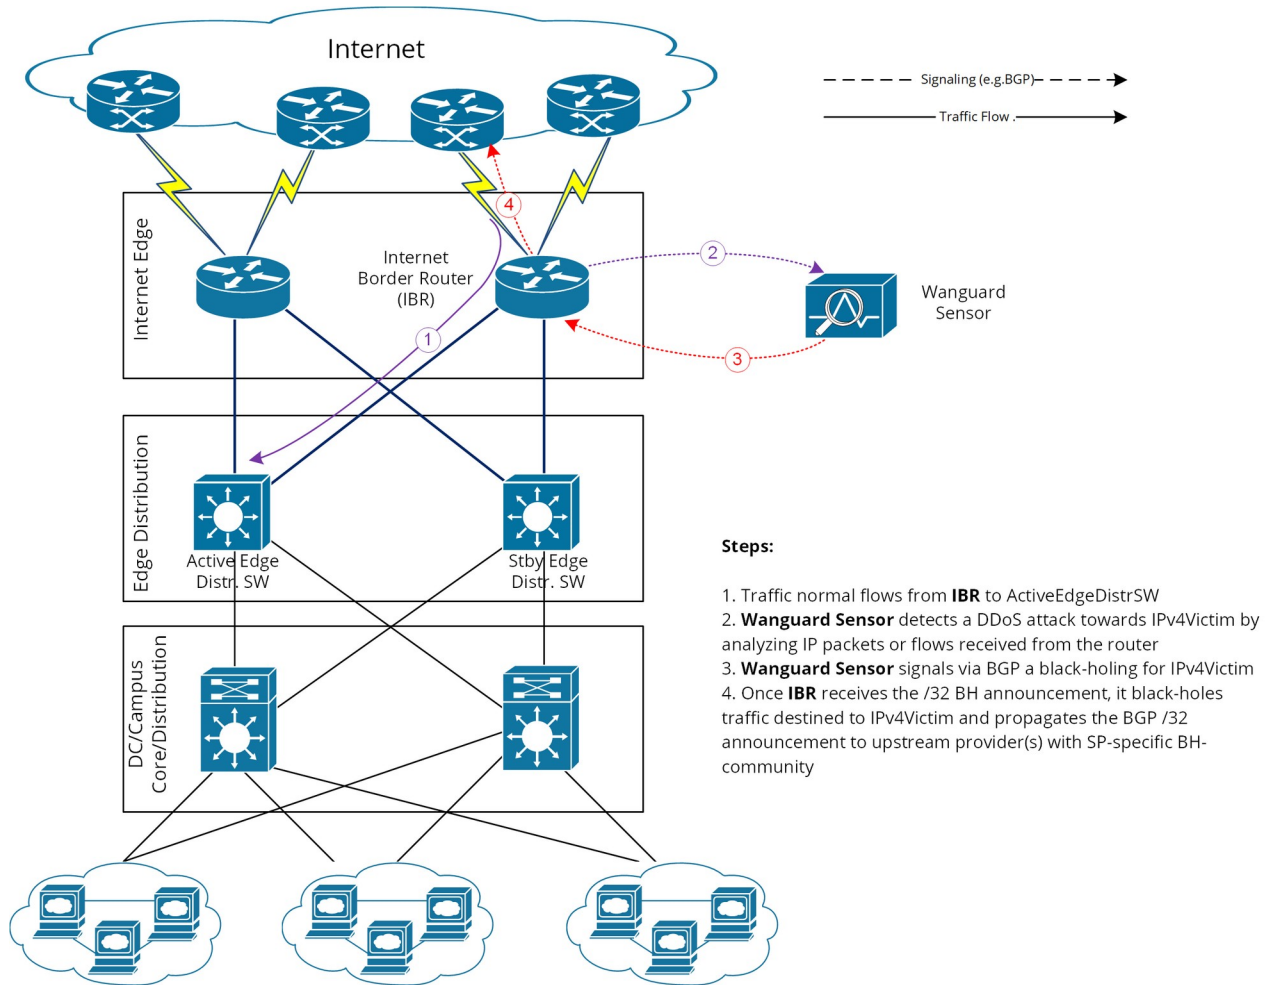 Internet
Signaling (e.g.BGP)
Traffic Flow .
Internet Edge
4
Internet
Border Router
(IBR)
2
Wanguard
Sensor
1
3
Edge Distribution
Active Edge
Distr. SW
Stby Edge
Distr. SW
Steps:
1. Traffic normal flows from IBR to ActiveEdgeDistrSW
2. Wanguard Sensor detects a DDoS attack towards IPv4Victim by
analyzing IP packets or flows received from the router
3. Wanguard Sensor signals via BGP a black-holing for IPv4Victim
4. Once IBR receives the /32 BH announcement, it black-holes
traffic destined to IPv4Victim and propagates the BGP /32
announcement to upstream provider(s) with SP-specific BH-
community
DC/Campus
Core/Distribution